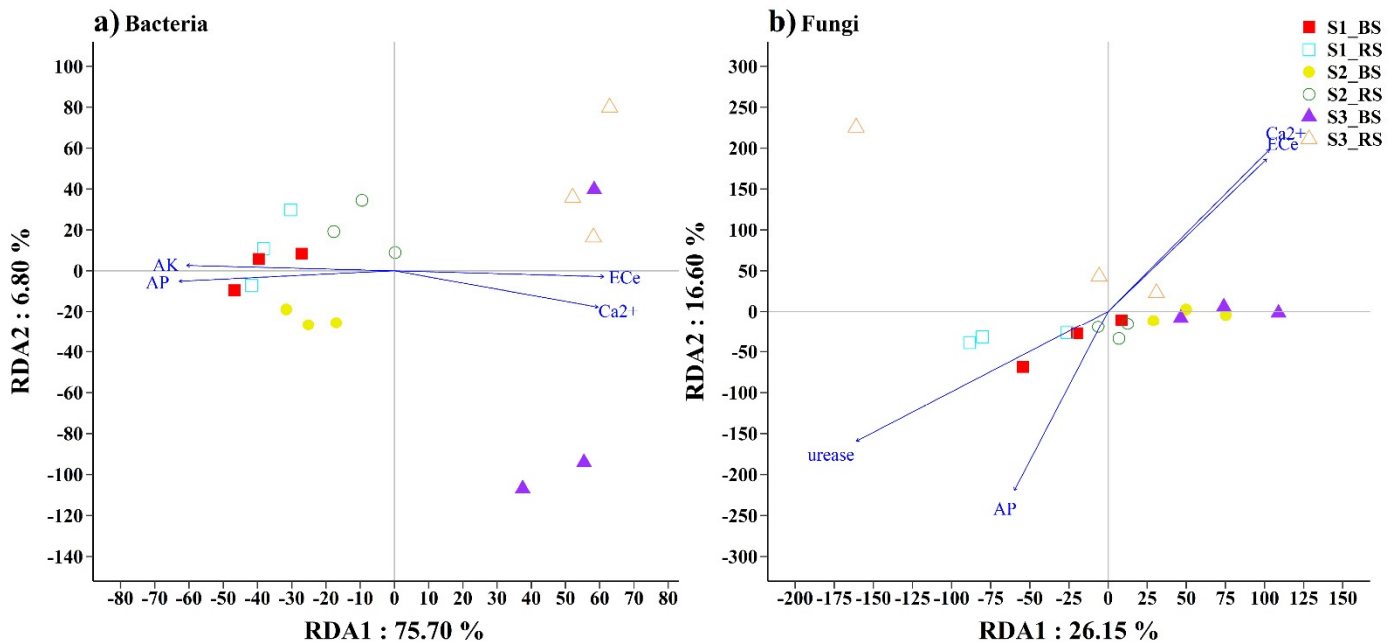 a) Bacteria
100
80
60
40
20
0
-20
-40
-60
-80
-100
-120
-140
RDA2 : 6.80 %
AK
AP
ECe
Ca2+
-80 -70 -60 -50 -40 -30 -20 -10 0 10 20 30 40 50 60 70 80
RDA1 : 75.70 %
b) Fungi
300
250
200
150
100
50
0
-50
-100
-150
-200
-250
-300
RDA2 : 16.60 %
Ca2+
ECe
urease
AP
-200 -175 -150 -125 -100 -75 -50 -25 0 25 50 75 100 125 150
RDA1 : 26.15 %
S1_BS
S1_RS
S2_BS
S2_RS
S3_BS
S3_RS